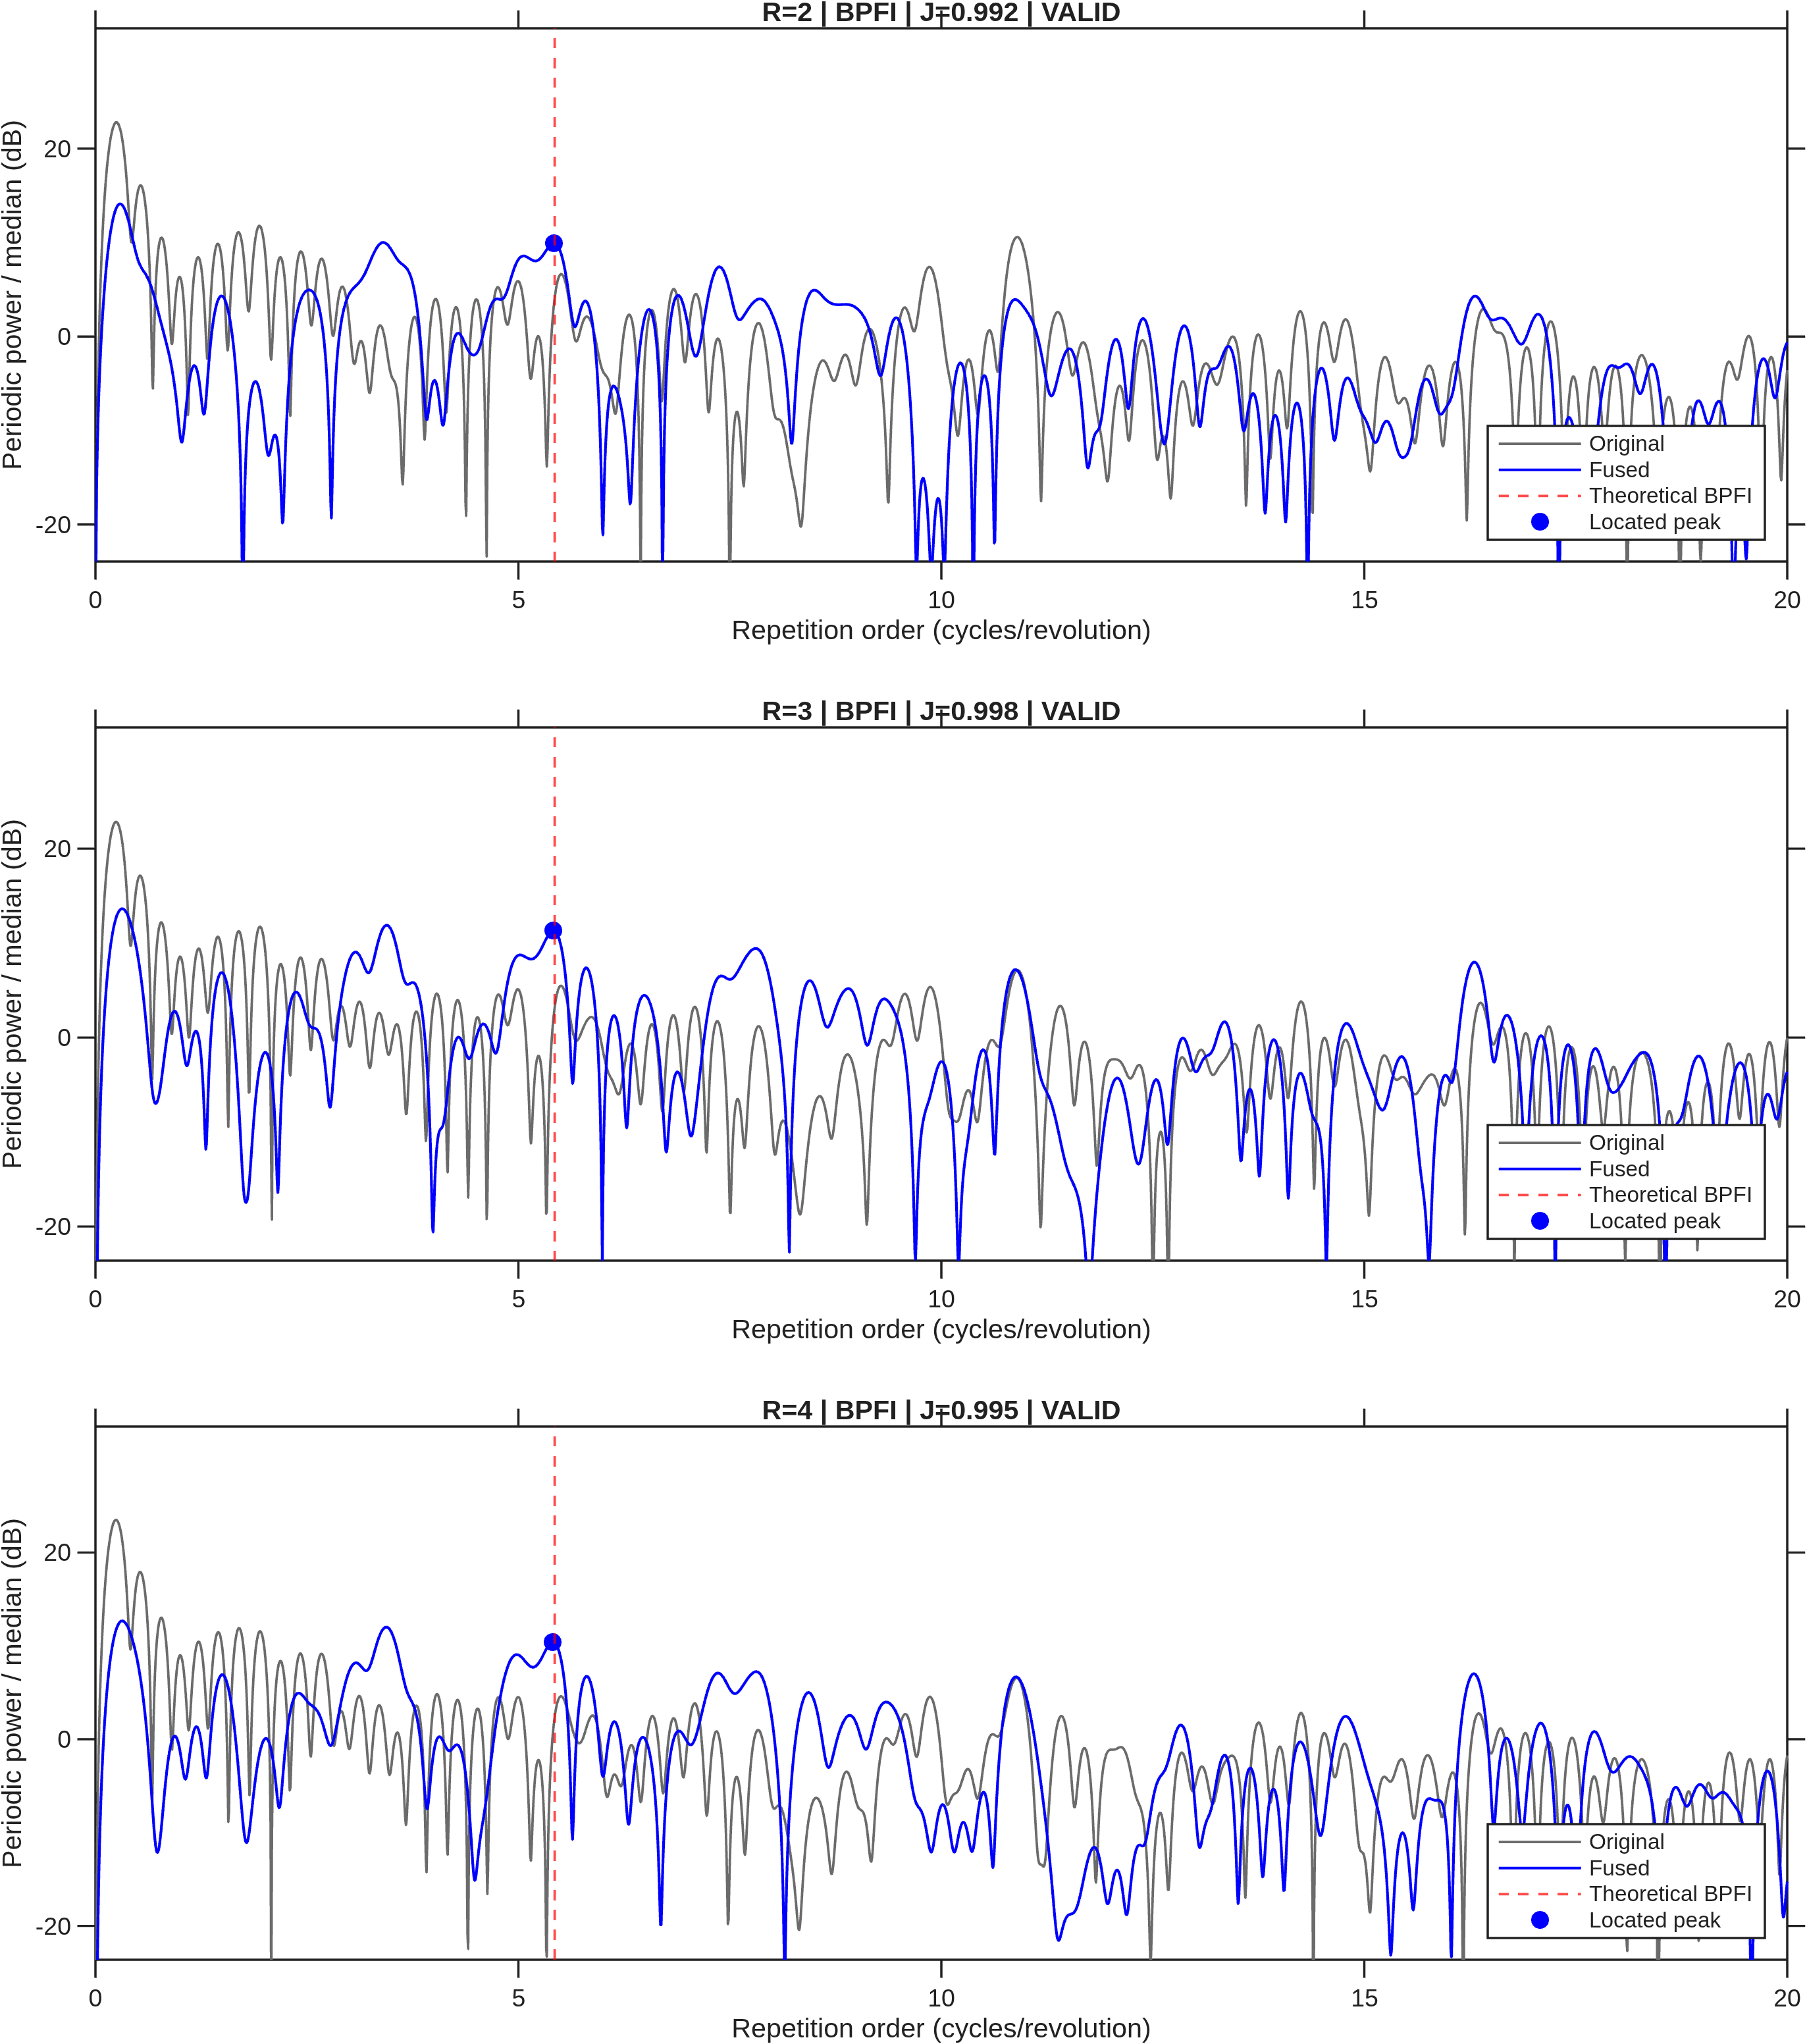 R=2 | BPFI | J=0.992 | VALID
Periodic power / median (dB)
20
0
-20
Original
Fused
Theoretical BPFI
Located peak
0 5 10 15 20
Repetition order (cycles/revolution)
R=3 | BPFI | J=0.998 | VALID
Periodic power / median (dB)
20
0
-20
Original
Fused
Theoretical BPFI
Located peak
0 5 10 15 20
Repetition order (cycles/revolution)
R=4 | BPFI | J=0.995 | VALID
Periodic power / median (dB)
20
0
-20
Original
Fused
Theoretical BPFI
Located peak
0 5 10 15 20
Repetition order (cycles/revolution)